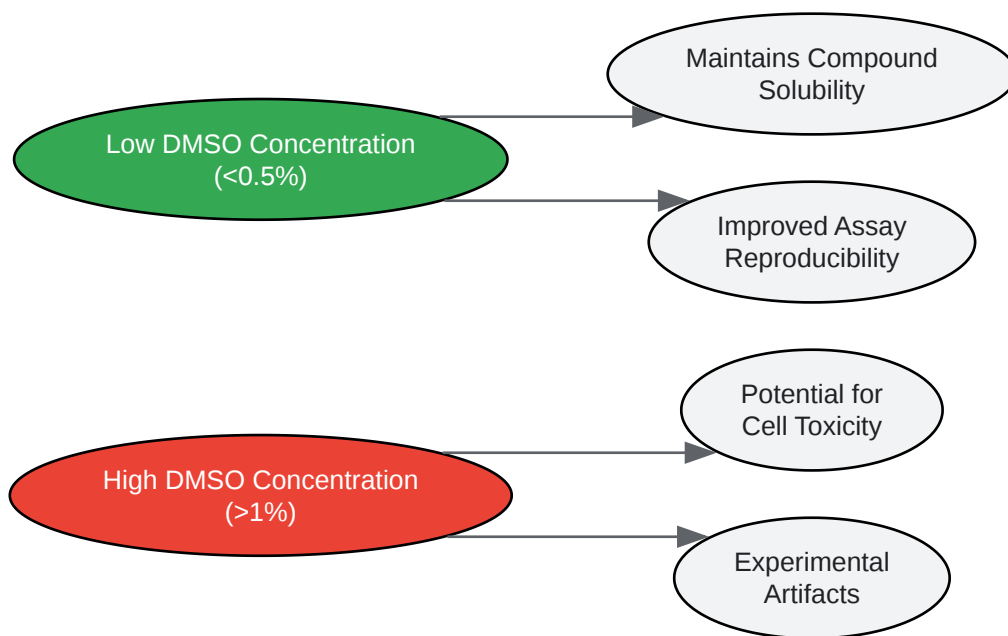 Maintains Compound
Solubility
Low DMSO Concentration
(<0.5%)
Improved Assay
Reproducibility
Potential for
Cell Toxicity
High DMSO Concentration
(>1%)
Experimental
Artifacts